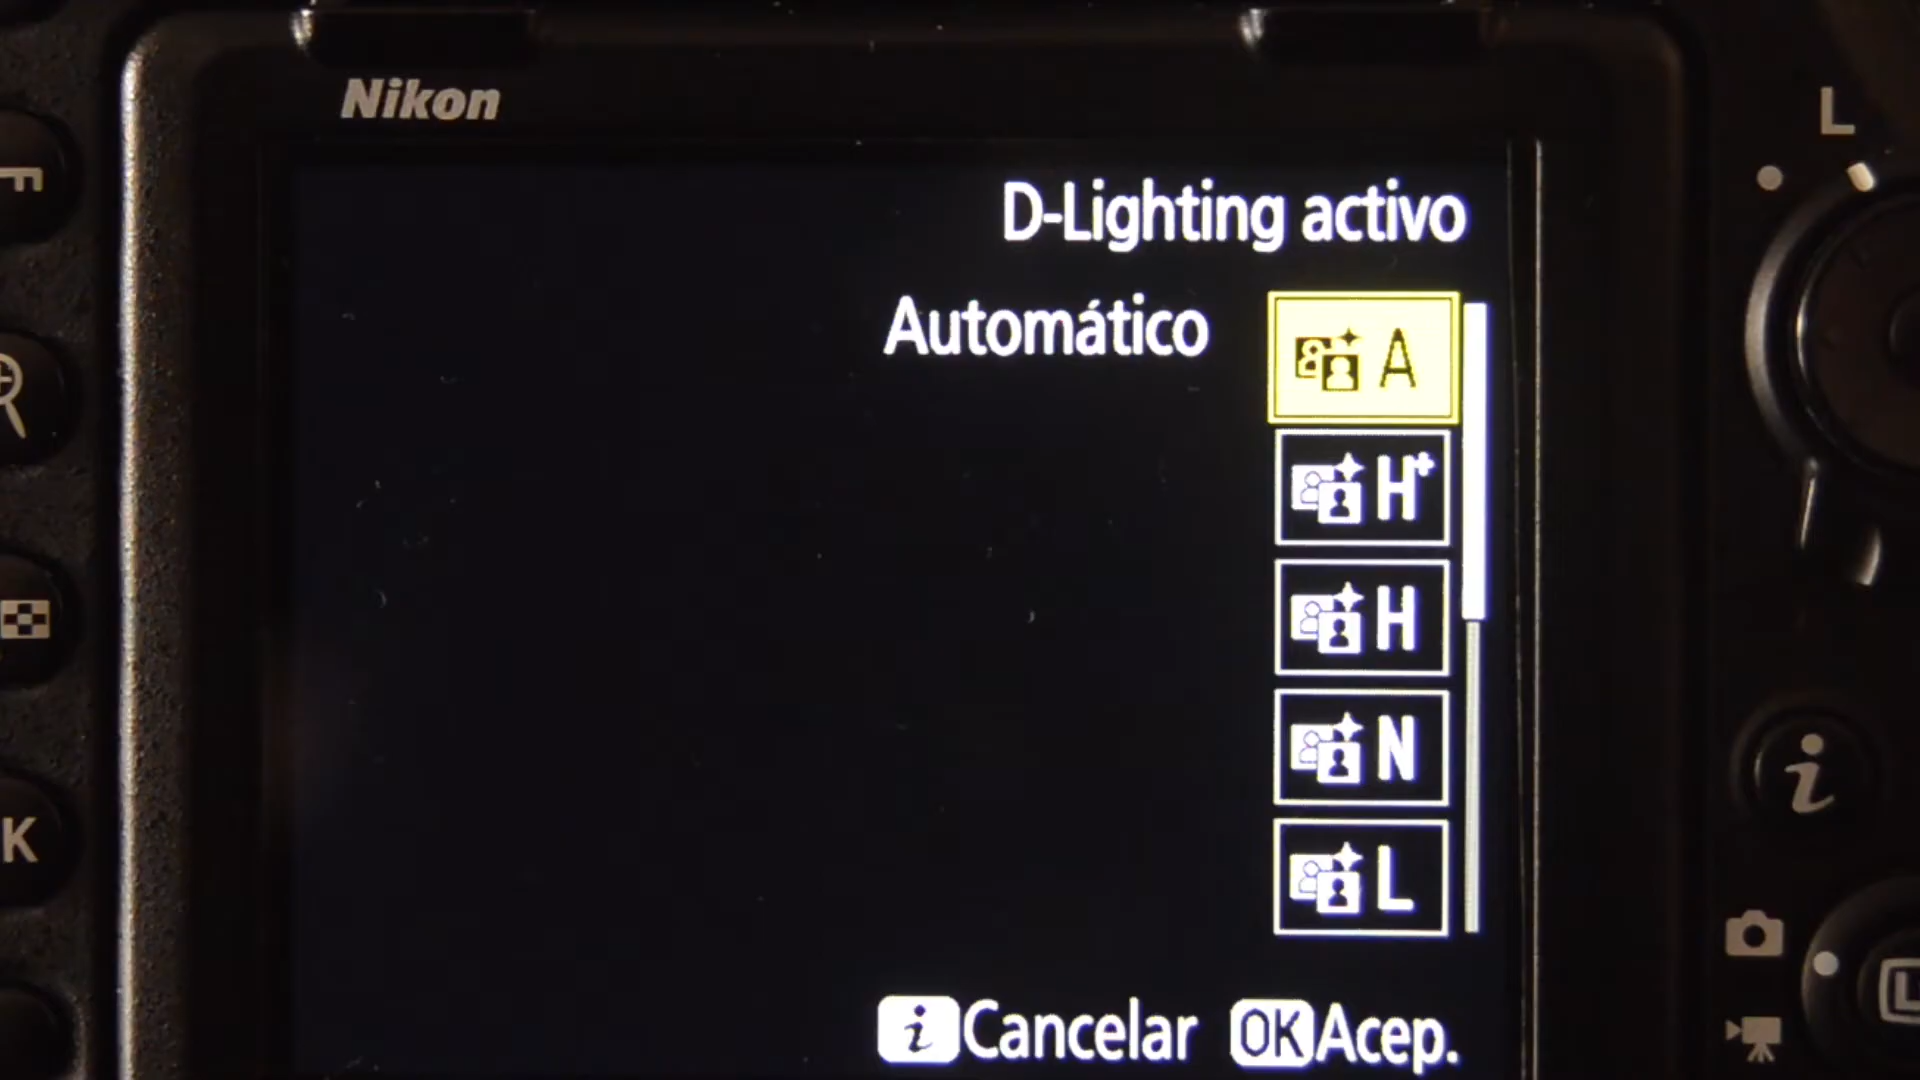 Nikon
L
D-Lighting activo
Automático
A
H+
H
N
L
i
i Cancelar OK Acep.
K
F